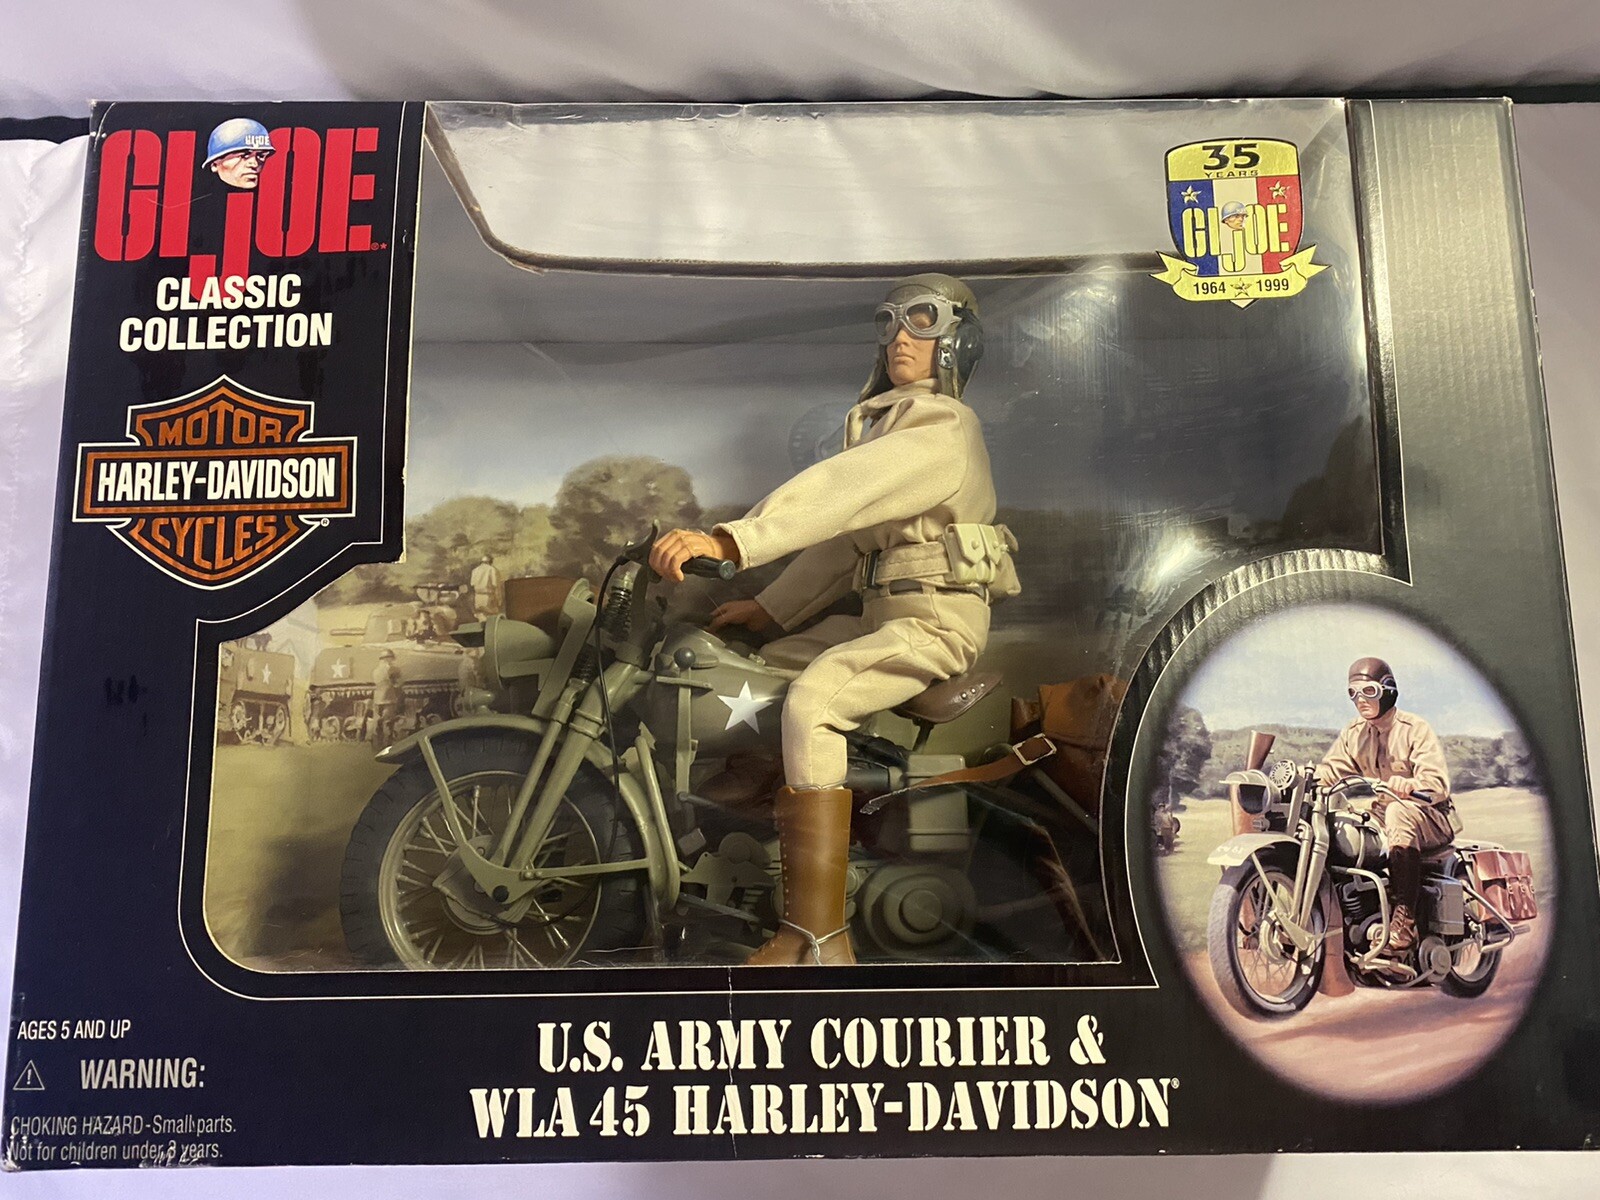 GI JOE
CLASSIC
COLLECTION
MOTOR
HARLEY-DAVIDSON
CYCLES
35
YEARS
GI JOE
1964 1999
AGES 5 AND UP
WARNING:
CHOKING HAZARD-Small parts.
Not for children under 3 years.
U.S. ARMY COURIER &
WLA 45 HARLEY-DAVIDSON®